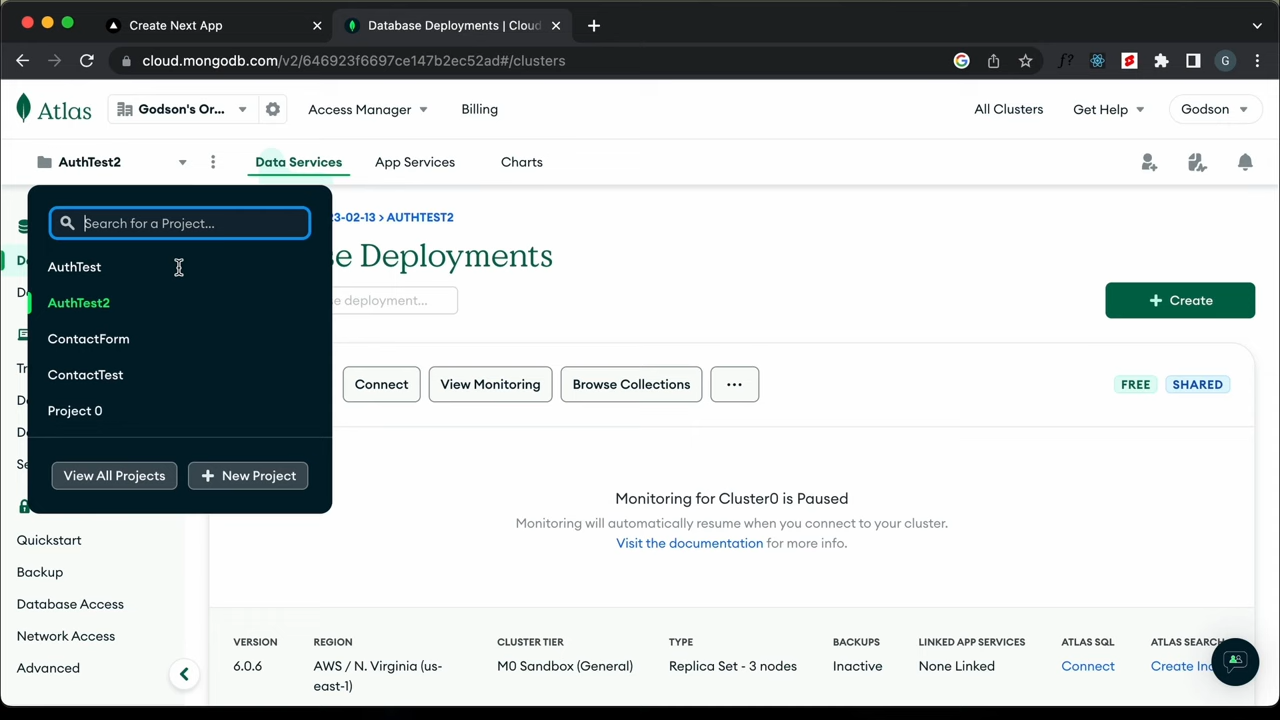 Create Next App
Database Deployments | Cloud
cloud.mongodb.com/v2/646923f6697ce147b2ec52ad#/clusters
G
Atlas
Godson's Or...
Access Manager
Billing
All Clusters
Get Help
Godson
AuthTest2
Data Services
App Services
Charts
Search for a Project...
AuthTest
AuthTest2
ContactForm
ContactTest
Project 0
View All Projects
+ New Project
23-02-13 > AUTHTEST2
se Deployments
e deployment...
+ Create
Connect
View Monitoring
Browse Collections
...
FREE
SHARED
Monitoring for Cluster0 is Paused
Monitoring will automatically resume when you connect to your cluster.
Visit the documentation for more info.
Quickstart
Backup
Database Access
Network Access
Advanced
VERSION REGION CLUSTER TIER TYPE BACKUPS LINKED APP SERVICES ATLAS SQL ATLAS SEARCH
6.0.6 AWS / N. Virginia (us- M0 Sandbox (General) Replica Set - 3 nodes Inactive None Linked Connect Create Ind
east-1)